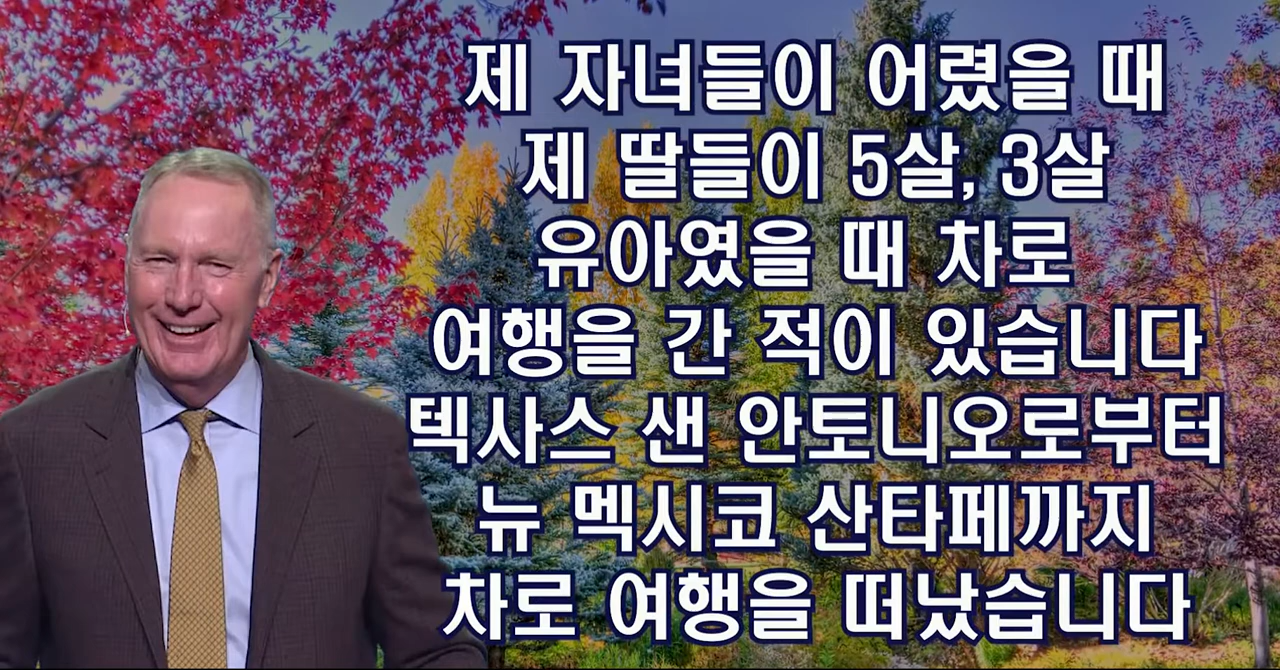 제 자녀들이 어렸을 때
제 딸들이 5살, 3살
유아였을 때 차로
여행을 간 적이 있습니다
텍사스 샌 안토니오로부터
뉴 멕시코 산타페까지
차로 여행을 떠났습니다